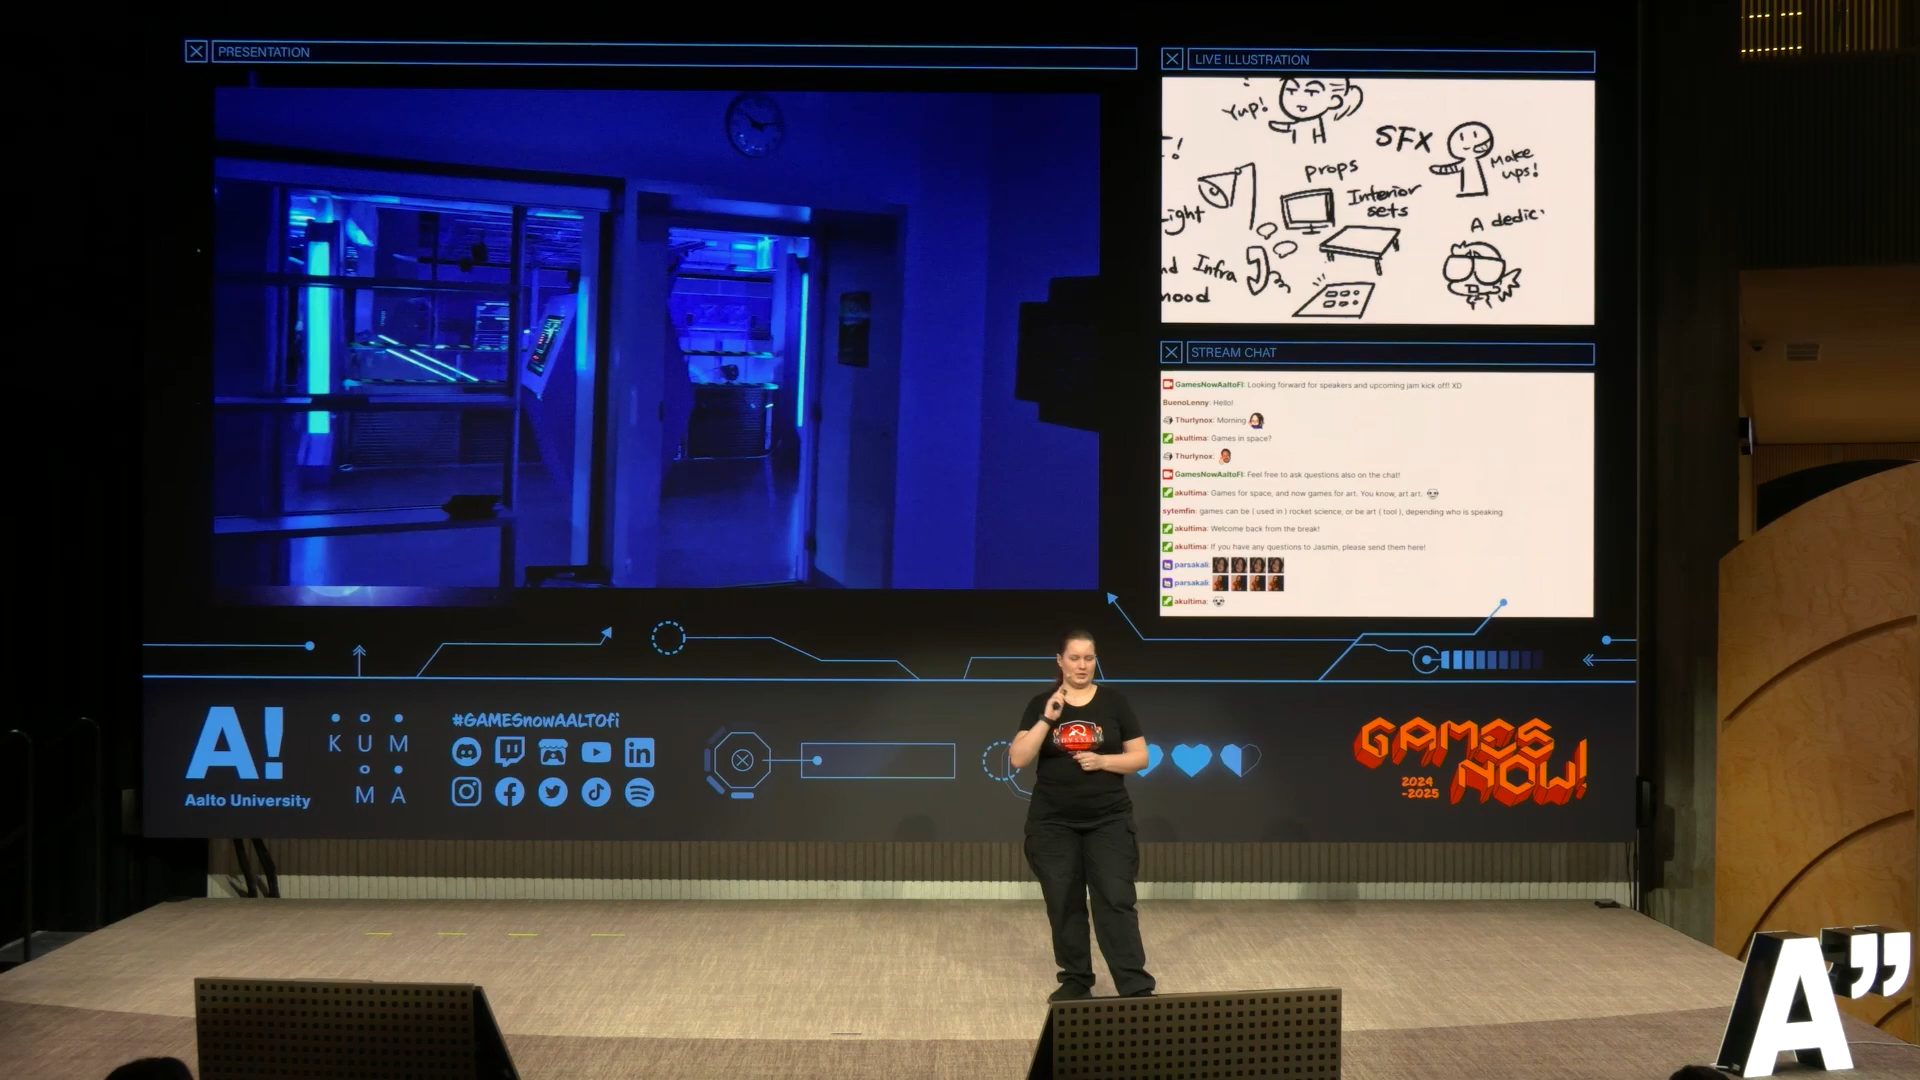 PRESENTATION
LIVE ILLUSTRATION
Yup!
SFX
Make
ups!
props
Interior
sets
A dedic
Infra
STREAM CHAT
GamesNowAaltoFi: Looking forward for speakers and upcoming jam kick off! XD
BuenoLenny: Hello!
Thurlynox: Morning
akultima: Games in space?
Thurlynox:
GamesNowAaltoFi: Feel free to ask questions also on the chat!
akultima: Games for space, and now games for art. You know, art art.
sytemfin: games can be ( used in ) rocket science, or be art ( tool ), depending who is speaking
akultima: Welcome back from the break!
akultima: If you have any questions to Jasmin, please send them here!
parsakali:
parsakali:
akultima:
A!
Aalto University
KUM
MA
#GAMESnowAALTOfi
ODYSSEUS
GAMES
NOW!
2024
-2025
A”